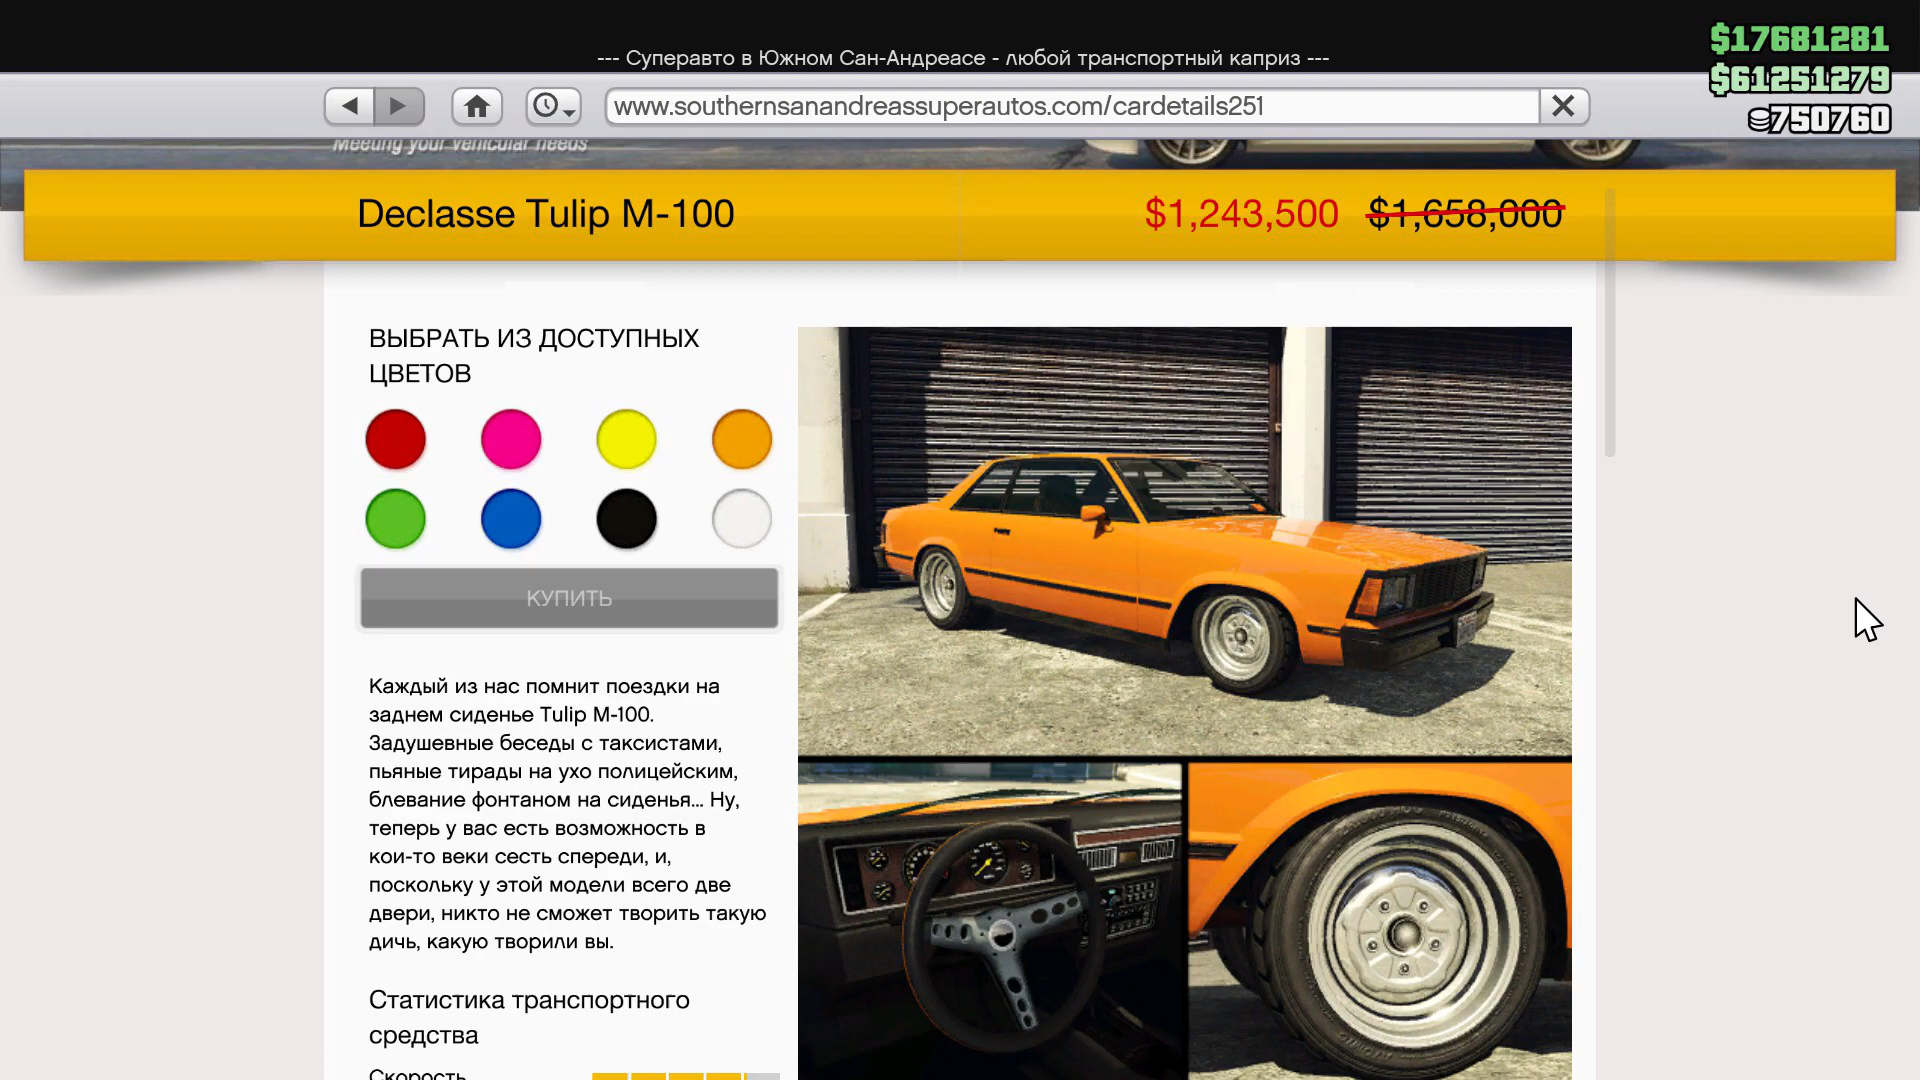 --- Суперавто в Южном Сан-Андреасе - любой транспортный каприз ---
$17681281
$61251279
750760
www.southernsanandreassuperautos.com/cardetails251
Meeting your vehicular needs
Declasse Tulip M-100
$1,243,500 $1,658,000
ВЫБРАТЬ ИЗ ДОСТУПНЫХ
ЦВЕТОВ
КУПИТЬ
Каждый из нас помнит поездки на
заднем сиденье Tulip M-100.
Задушевные беседы с таксистами,
пьяные тирады на ухо полицейским,
блевание фонтаном на сиденья... Ну,
теперь у вас есть возможность в
кои-то веки сесть спереди, и,
поскольку у этой модели всего две
двери, никто не сможет творить такую
дичь, какую творили вы.
Статистика транспортного
средства
Скорость